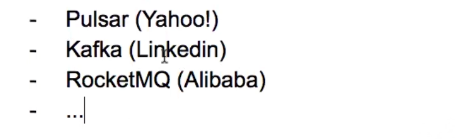 - Pulsar (Yahoo!)
- Kafka (Linkedin)
- RocketMQ (Alibaba)
- ...